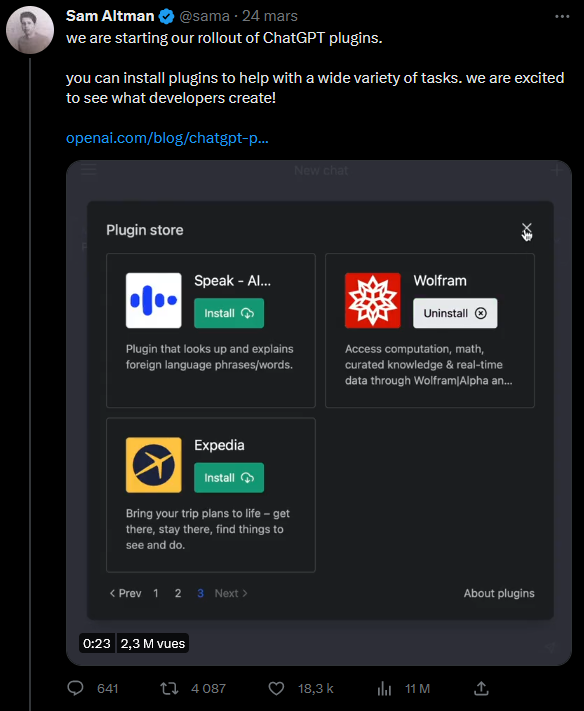 Sam Altman @sama · 24 mars
we are starting our rollout of ChatGPT plugins.
you can install plugins to help with a wide variety of tasks. we are excited
to see what developers create!
openai.com/blog/chatgpt-p...
New chat
Plugin store
Speak - Al...
Install
Plugin that looks up and explains
foreign language phrases/words.
Wolfram
Uninstall
Access computation, math,
curated knowledge & real-time
data through Wolfram|Alpha an...
Expedia
Install
Bring your trip plans to life – get
there, stay there, find things to
see and do.
< Prev 1 2 3 Next >
About plugins
0:23 2,3 M vues
641 4 087 18,3 k 11 M